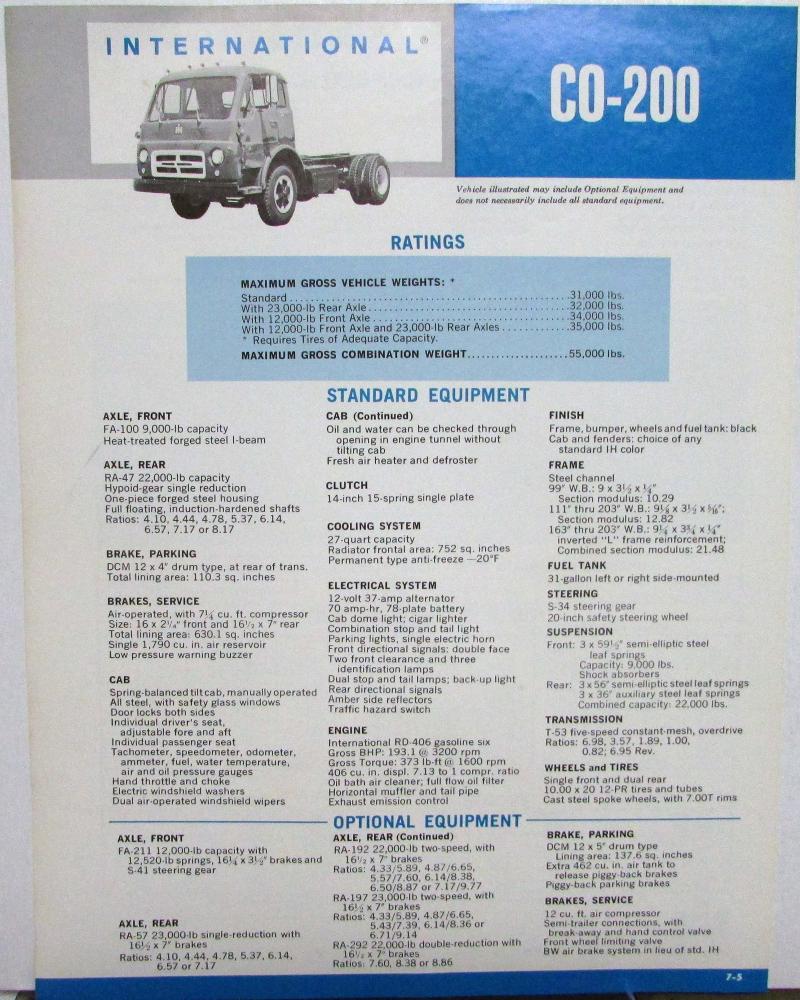 INTERNATIONAL®
CO-200
Vehicle illustrated may include Optional Equipment and
does not necessarily include all standard equipment.
RATINGS
MAXIMUM GROSS VEHICLE WEIGHTS: *
Standard..........31,000 lbs.
With 23,000-lb Rear Axle..........32,000 lbs.
With 12,000-lb Front Axle..........34,000 lbs.
With 12,000-lb Front Axle and 23,000-lb Rear Axles..........35,000 lbs.
* Requires Tires of Adequate Capacity.
MAXIMUM GROSS COMBINATION WEIGHT..........55,000 lbs.
STANDARD EQUIPMENT
AXLE, FRONT
FA-100 9,000-lb capacity
Heat-treated forged steel I-beam
AXLE, REAR
RA-47 22,000-lb capacity
Hypoid-gear single reduction
One-piece forged steel housing
Full floating, induction-hardened shafts
Ratios: 4.10, 4.44, 4.78, 5.37, 6.14,
6.57, 7.17 or 8.17
BRAKE, PARKING
DCM 12 x 4" drum type, at rear of trans.
Total lining area: 110.3 sq. inches
BRAKES, SERVICE
Air-operated, with 7¼ cu. ft. compressor
Size: 16 x 2¼" front and 16½ x 7" rear
Total lining area: 630.1 sq. inches
Single 1,790 cu. in. air reservoir
Low pressure warning buzzer
CAB
Spring-balanced tilt cab, manually operated
All steel, with safety glass windows
Door locks both sides
Individual driver's seat,
adjustable fore and aft
Individual passenger seat
Tachometer, speedometer, odometer,
ammeter, fuel, water temperature,
air and oil pressure gauges
Hand throttle and choke
Electric windshield washers
Dual air-operated windshield wipers
CAB (Continued)
Oil and water can be checked through
opening in engine tunnel without
tilting cab
Fresh air heater and defroster
CLUTCH
14-inch 15-spring single plate
COOLING SYSTEM
27-quart capacity
Radiator frontal area: 752 sq. inches
Permanent type anti-freeze —20°F
ELECTRICAL SYSTEM
12-volt 37-amp alternator
70 amp-hr, 78-plate battery
Cab dome light; cigar lighter
Combination stop and tail light
Parking lights, single electric horn
Front directional signals: double face
Two front clearance and three
identification lamps
Dual stop and tail lamps; back-up light
Rear directional signals
Amber side reflectors
Traffic hazard switch
ENGINE
International RD-406 gasoline six
Gross BHP: 193.1 @ 3200 rpm
Gross Torque: 373 lb-ft @ 1600 rpm
406 cu. in. displ. 7.13 to 1 compr. ratio
Oil bath air cleaner; full flow oil filter
Horizontal muffler and tail pipe
Exhaust emission control
FINISH
Frame, bumper, wheels and fuel tank: black
Cab and fenders: choice of any
standard IH color
FRAME
Steel channel
99" W.B.: 9 x 3½ x ¼"
Section modulus: 10.29
111" thru 203" W.B.: 9⅛ x 3½ x 5/16";
Section modulus: 12.82
163" thru 203" W.B.: 9¼ x 3¾ x ¼"
inverted "L" frame reinforcement;
Combined section modulus: 21.48
FUEL TANK
31-gallon left or right side-mounted
STEERING
S-34 steering gear
20-inch safety steering wheel
SUSPENSION
Front: 3 x 59½" semi-elliptic steel
leaf springs
Capacity: 9,000 lbs.
Shock absorbers
Rear: 3 x 56" semi-elliptic steel leaf springs
3 x 36" auxiliary steel leaf springs
Combined capacity: 22,000 lbs.
TRANSMISSION
T-53 five-speed constant-mesh, overdrive
Ratios: 6.98, 3.57, 1.89, 1.00,
0.82; 6.95 Rev.
WHEELS and TIRES
Single front and dual rear
10.00 x 20 12-PR tires and tubes
Cast steel spoke wheels, with 7.00T rims
OPTIONAL EQUIPMENT
AXLE, FRONT
FA-211 12,000-lb capacity with
12,520-lb springs, 16¼ x 3½" brakes and
S-41 steering gear
AXLE, REAR
RA-57 23,000-lb single-reduction with
16½ x 7" brakes
Ratios: 4.10, 4.44, 4.78, 5.37, 6.14,
6.57 or 7.17
AXLE, REAR (Continued)
RA-192 22,000-lb two-speed, with
16½ x 7" brakes
Ratios: 4.33/5.89, 4.87/6.65,
5.57/7.60, 6.14/8.38,
6.50/8.87 or 7.17/9.77
RA-197 23,000-lb two-speed, with
16½ x 7" brakes
Ratios: 4.33/5.89, 4.87/6.65,
5.43/7.39, 6.14/8.36 or
6.71/9.14
RA-292 22,000-lb double-reduction with
16½ x 7" brakes
Ratios: 7.60, 8.38 or 8.86
BRAKE, PARKING
DCM 12 x 5" drum type
Lining area: 137.6 sq. inches
Extra 462 cu. in. air tank to
release piggy-back brakes
Piggy-back parking brakes
BRAKES, SERVICE
12 cu. ft. air compressor
Semi-trailer connections, with
break-away and hand control valve
Front wheel limiting valve
BW air brake system in lieu of std. IH
7-5